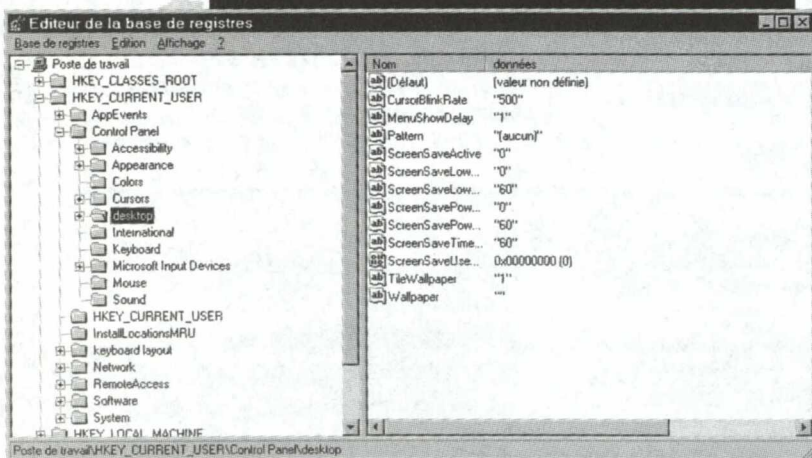 Editeur de la base de registres
Base de registres Edition Affichage ?
Poste de travail
HKEY_CLASSES_ROOT
HKEY_CURRENT_USER
AppEvents
Control Panel
Accessibility
Appearance
Colors
Cursors
desktop
International
Keyboard
Microsoft Input Devices
Mouse
Sound
HKEY_CURRENT_USER
InstallLocationsMRU
keyboard layout
Network
RemoteAccess
Software
System
HKEY_LOCAL_MACHINE
Nom données
(Défaut) (valeur non définie)
CursorBlinkRate "500"
MenuShowDelay "1"
Pattern "(aucun)"
ScreenSaveActive "0"
ScreenSaveLow... "0"
ScreenSaveLow... "60"
ScreenSavePow... "0"
ScreenSavePow... "60"
ScreenSaveTime... "60"
ScreenSaveUse... 0x00000000 (0)
TileWallpaper "1"
Wallpaper ""
Poste de travail\HKEY_CURRENT_USER\Control Panel\desktop